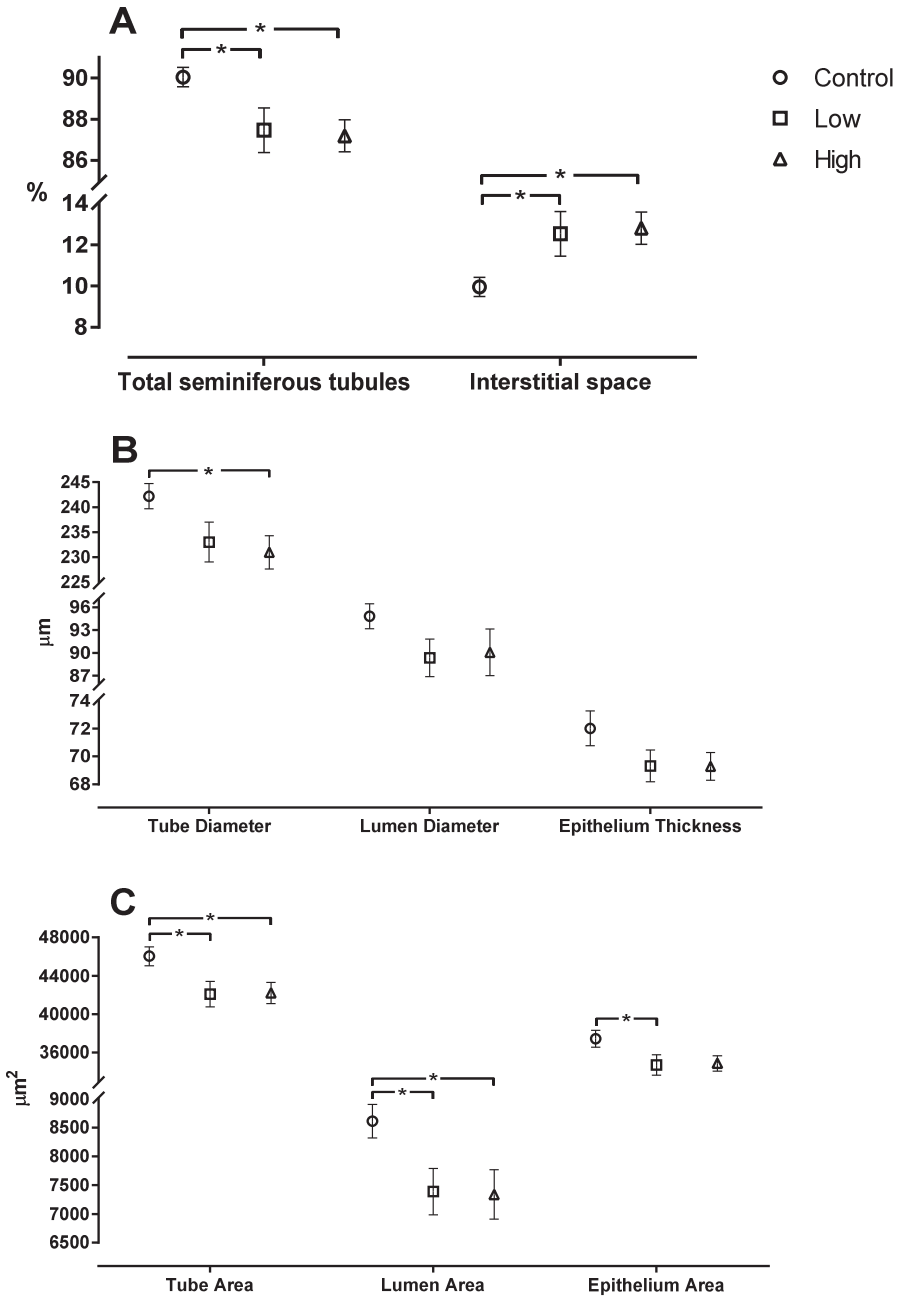 A
* 
*
90
88
86
%
14
12
10
8
*
*
Total seminiferous tubules
Interstitial space
Control
Low
High
B
*
245
240
235
230
225
μm
96
93
90
87
74
72
70
68
Tube Diameter
Lumen Diameter
Epithelium Thickness
C
*
*
48000
44000
40000
36000
*
μm²
9000
8500
8000
7500
7000
6500
*
*
Tube Area
Lumen Area
Epithelium Area